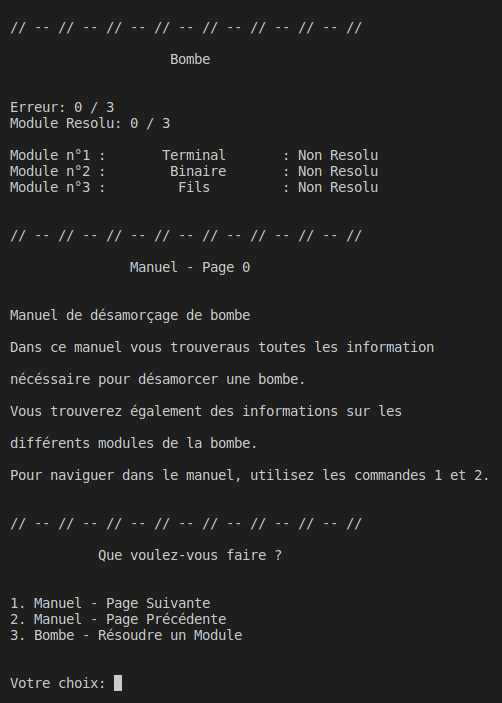 // -- // -- // -- // -- // -- // -- // -- //
Bombe
Erreur: 0 / 3
Module Resolu: 0 / 3
Module n°1 : Terminal : Non Resolu
Module n°2 : Binaire : Non Resolu
Module n°3 : Fils : Non Resolu
// -- // -- // -- // -- // -- // -- // -- //
Manuel - Page 0
Manuel de désamorçage de bombe
Dans ce manuel vous trouveraus toutes les information
nécéssaire pour désamorcer une bombe.
Vous trouverez également des informations sur les
différents modules de la bombe.
Pour naviguer dans le manuel, utilisez les commandes 1 et 2.
// -- // -- // -- // -- // -- // -- // -- //
Que voulez-vous faire ?
1. Manuel - Page Suivante
2. Manuel - Page Précédente
3. Bombe - Résoudre un Module
Votre choix: